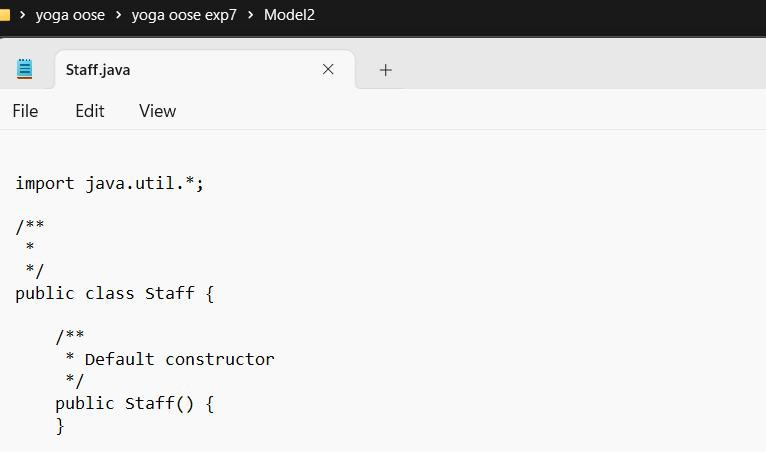 > yoga oose > yoga oose exp7 > Model2
Staff.java × +
File Edit View
import java.util.*;
/**
 *
 */
public class Staff {
    /**
     * Default constructor
     */
    public Staff() {
    }